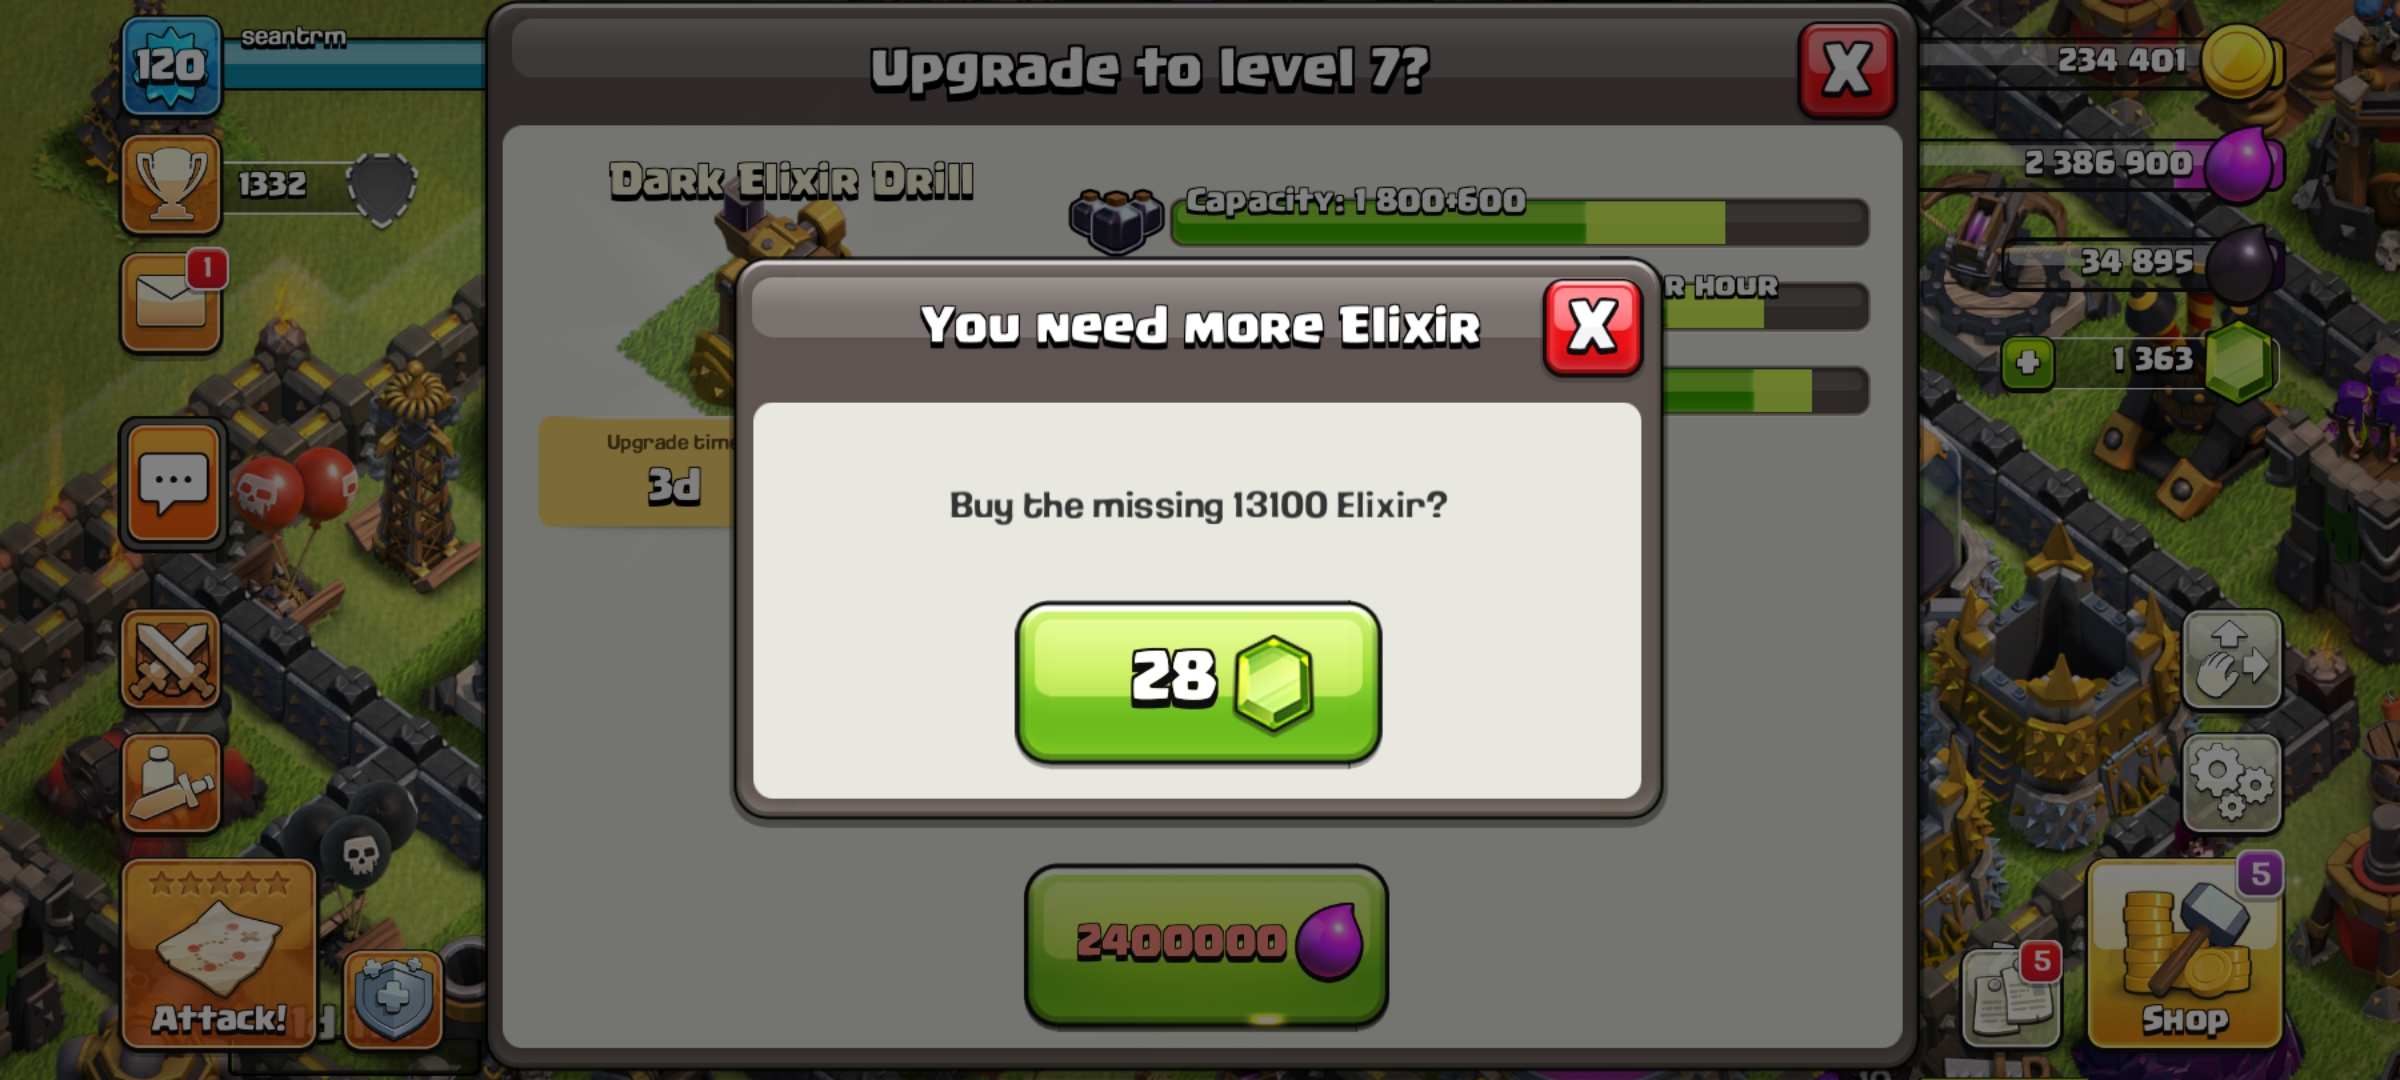 seantrm
120
1332
1
Upgrade to level 7?
X
234 401
2 386 900
34 895
1 363
Dark Elixir Drill
Capacity: 1 800+600
R HOUR
Upgrade time
3d
You need more Elixir
X
Buy the missing 13100 Elixir?
28
2400000
Attack!
5
5
Shop